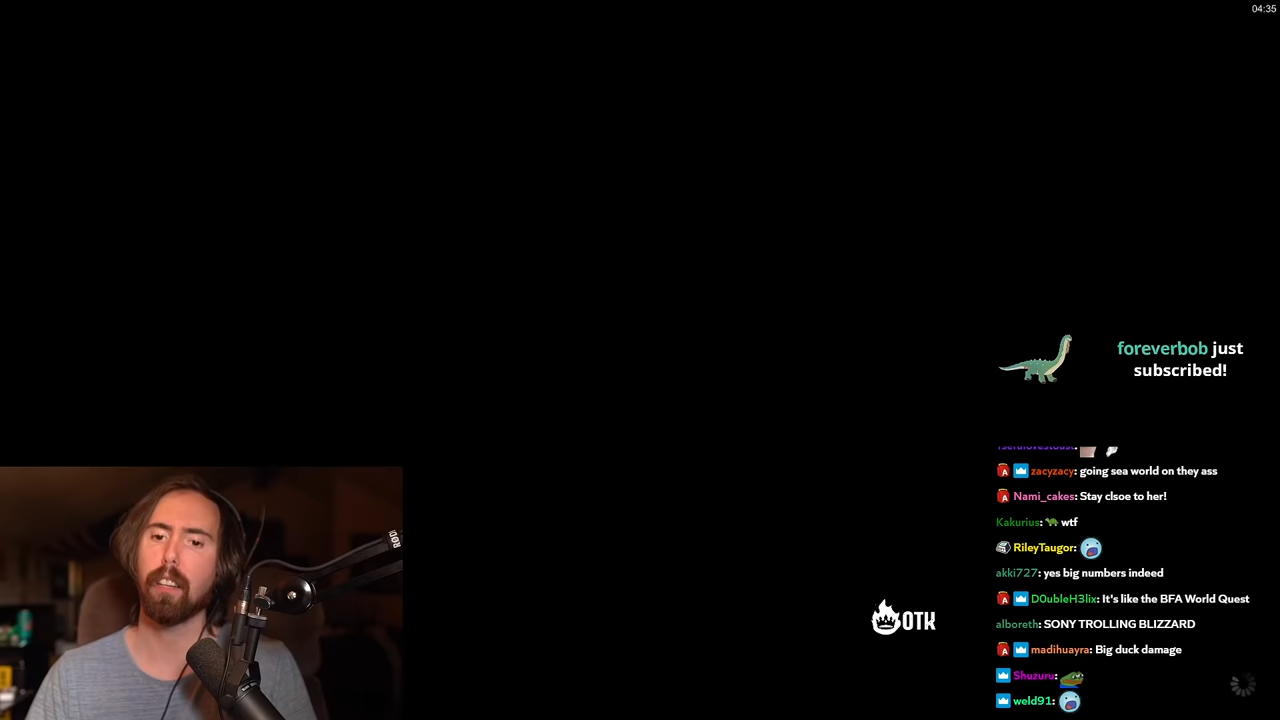 04:35
foreverbob just
subscribed!
zacyzacy: going sea world on they ass
Nami_cakes: Stay clsoe to her!
Kakurius: wtf
RileyTaugor:
akki727: yes big numbers indeed
D0ubleH3lix: It's like the BFA World Quest
alboreth: SONY TROLLING BLIZZARD
OTK
madihuayra: Big duck damage
Shuzuru:
weld91: